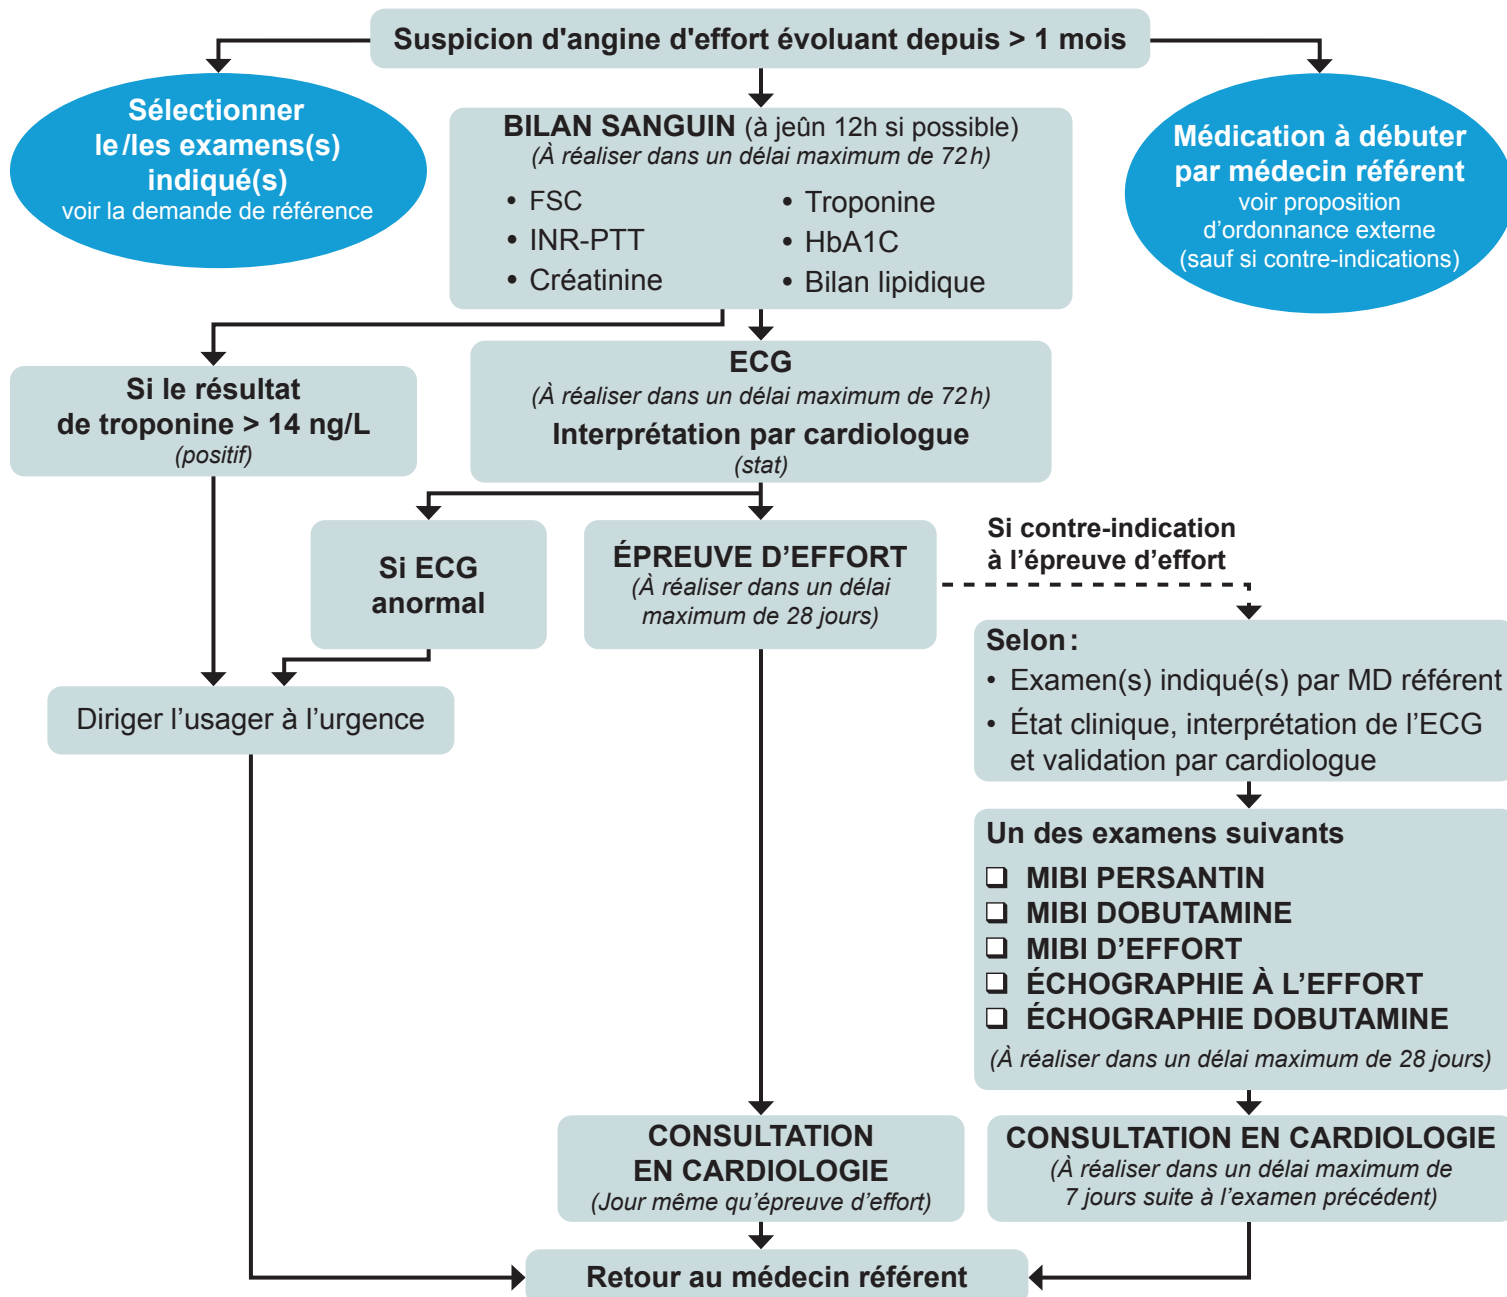 Suspicion d'angine d'effort évoluant depuis > 1 mois
Sélectionner
le/les examens(s)
indiqué(s)
voir la demande de référence
BILAN SANGUIN (à jeûn 12h si possible)
(À réaliser dans un délai maximum de 72h)
• FSC
• INR-PTT
• Créatinine
• Troponine
• HbA1C
• Bilan lipidique
Médication à débuter
par médecin référent
voir proposition
d’ordonnance externe
(sauf si contre-indications)
Si le résultat
de troponine > 14 ng/L
(positif)
ECG
(À réaliser dans un délai maximum de 72h)
Interprétation par cardiologue
(stat)
Si ECG
anormal
ÉPREUVE D’EFFORT
(À réaliser dans un délai
maximum de 28 jours)
Si contre-indication
à l’épreuve d’effort
Diriger l’usager à l’urgence
Selon :
• Examen(s) indiqué(s) par MD référent
• État clinique, interprétation de l’ECG
et validation par cardiologue
Un des examens suivants
❑ MIBI PERSANTIN
❑ MIBI DOBUTAMINE
❑ MIBI D’EFFORT
❑ ÉCHOGRAPHIE À L’EFFORT
❑ ÉCHOGRAPHIE DOBUTAMINE
(À réaliser dans un délai maximum de 28 jours)
CONSULTATION
EN CARDIOLOGIE
(Jour même qu’épreuve d’effort)
CONSULTATION EN CARDIOLOGIE
(À réaliser dans un délai maximum de
7 jours suite à l’examen précédent)
Retour au médecin référent